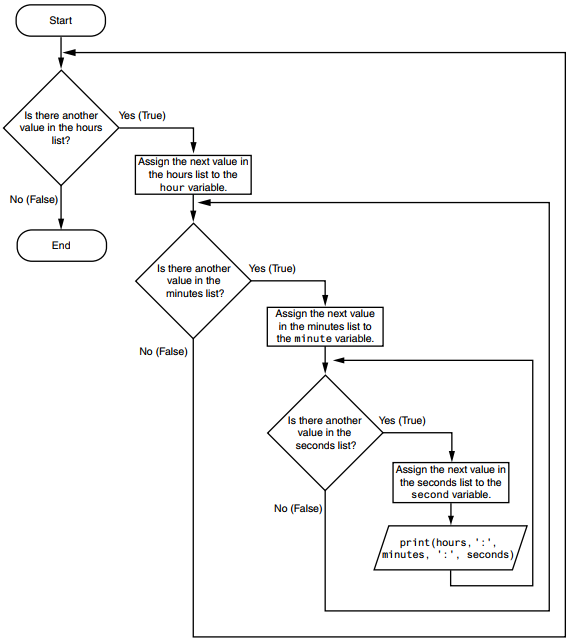 Start
Is there another
value in the hours
list?
Yes (True)
Assign the next value in
the hours list to the
hour variable.
No (False)
End
Is there another
value in the
minutes list?
Yes (True)
Assign the next value
in the minutes list to
the minute variable.
No (False)
Is there another
value in the
seconds list?
Yes (True)
Assign the next value in
the seconds list to the
second variable.
No (False)
print(hours,':',
minutes, ':', seconds)